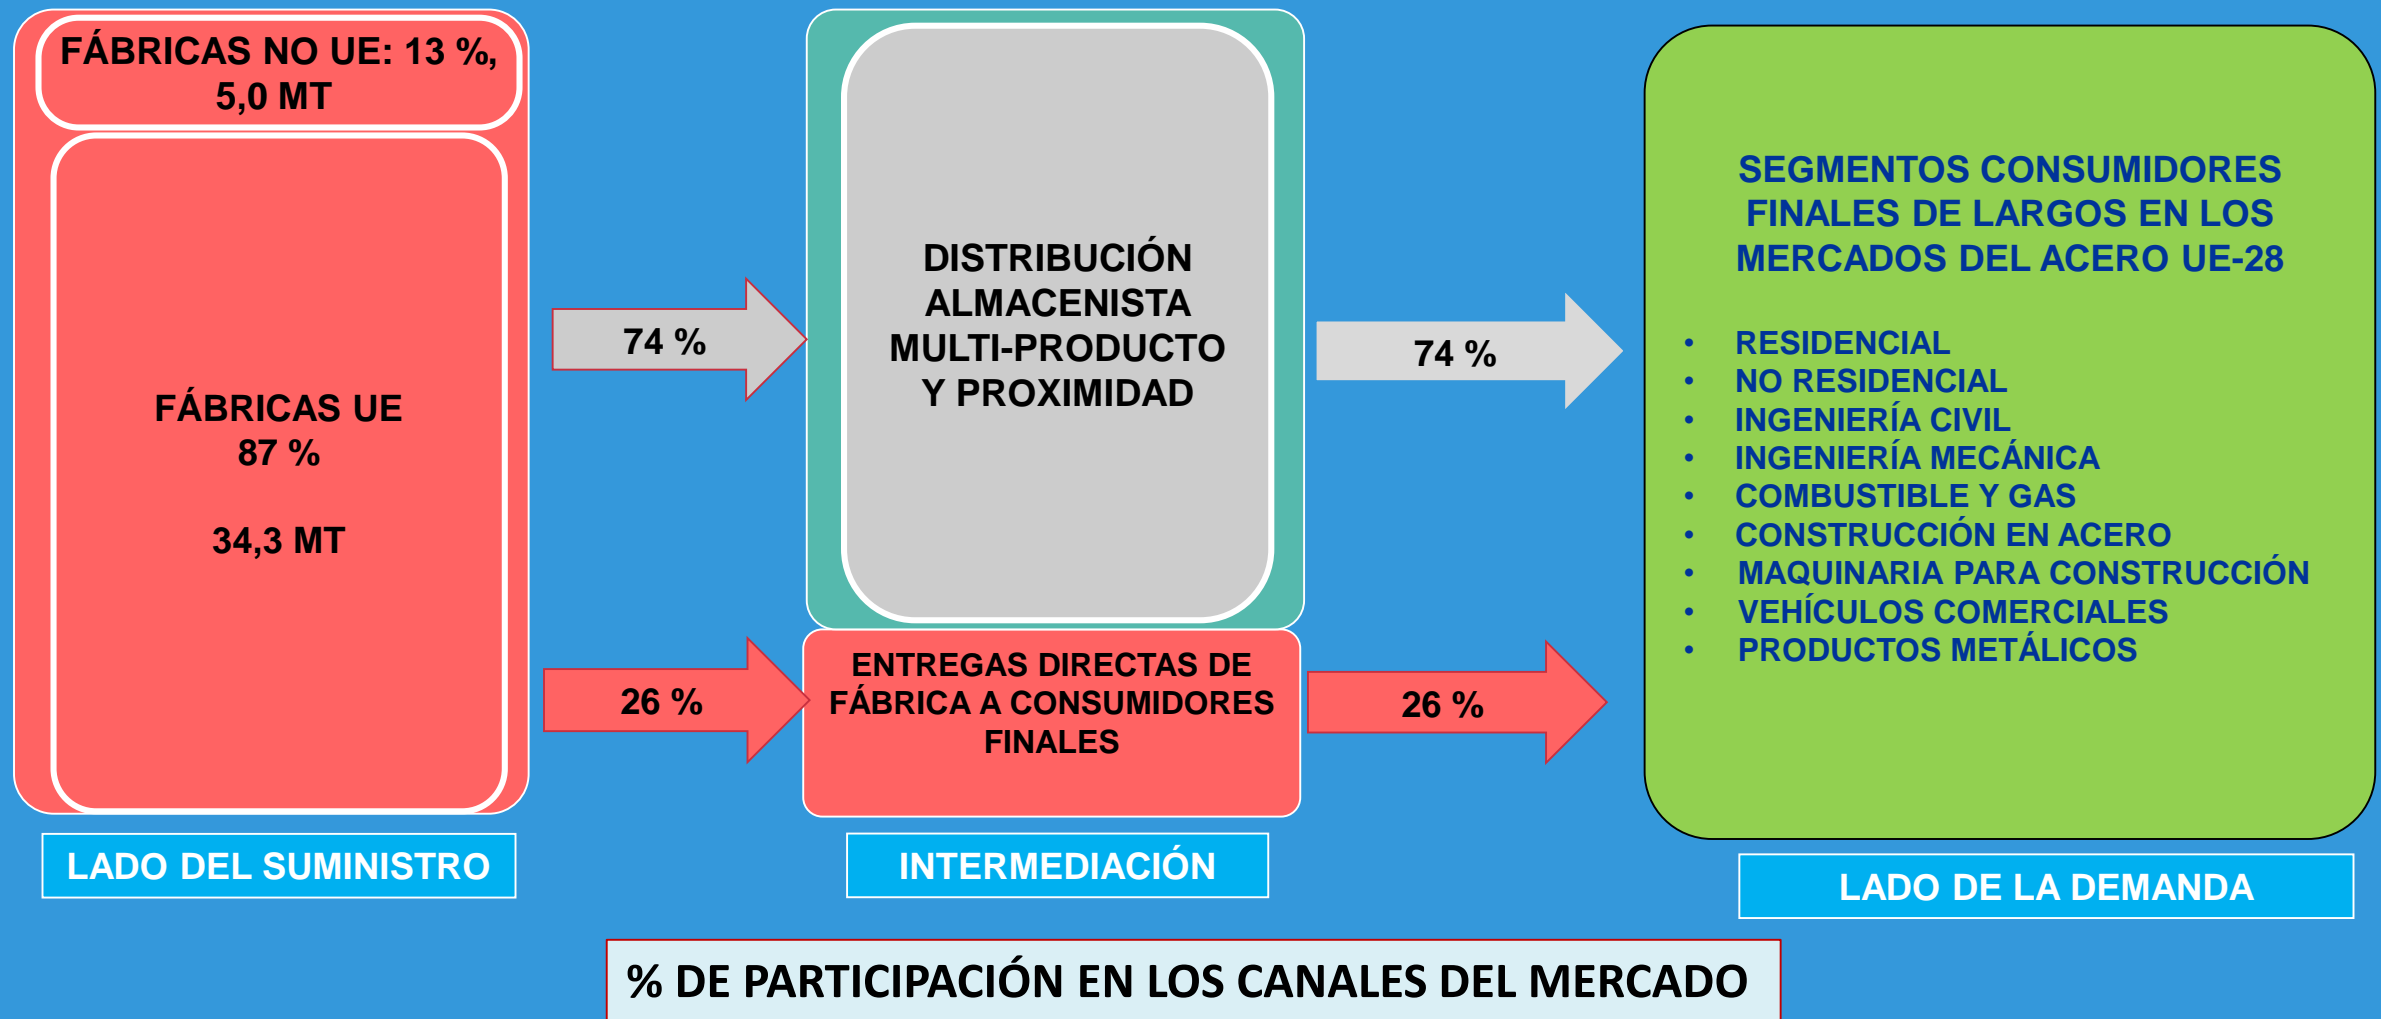 FÁBRICAS NO UE: 13 %,
5,0 MT
FÁBRICAS UE
87 %
34,3 MT
LADO DEL SUMINISTRO
74 %
26 %
DISTRIBUCIÓN
ALMACENISTA
MULTI-PRODUCTO
Y PROXIMIDAD
ENTREGAS DIRECTAS DE
FÁBRICA A CONSUMIDORES
FINALES
INTERMEDIACIÓN
74 %
26 %
SEGMENTOS CONSUMIDORES
FINALES DE LARGOS EN LOS
MERCADOS DEL ACERO UE-28
• RESIDENCIAL
• NO RESIDENCIAL
• INGENIERÍA CIVIL
• INGENIERÍA MECÁNICA
• COMBUSTIBLE Y GAS
• CONSTRUCCIÓN EN ACERO
• MAQUINARIA PARA CONSTRUCCIÓN
• VEHÍCULOS COMERCIALES
• PRODUCTOS METÁLICOS
LADO DE LA DEMANDA
% DE PARTICIPACIÓN EN LOS CANALES DEL MERCADO